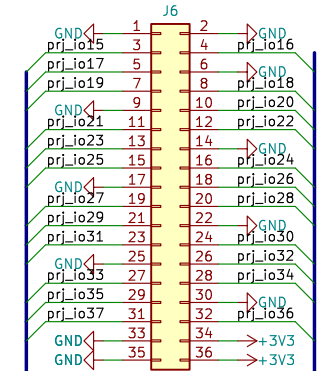 J6
GND 1 2 GND
prj_io15 3 4 prj_io16
prj_io17 5 6 GND
prj_io19 7 8 prj_io18
GND 9 10 prj_io20
prj_io21 11 12 prj_io22
prj_io23 13 14 GND
prj_io25 15 16 prj_io24
GND 17 18 prj_io26
prj_io27 19 20 prj_io28
prj_io29 21 22 GND
prj_io31 23 24 prj_io30
GND 25 26 prj_io32
prj_io33 27 28 prj_io34
prj_io35 29 30 GND
prj_io37 31 32 prj_io36
GND 33 34 +3V3
GND 35 36 +3V3